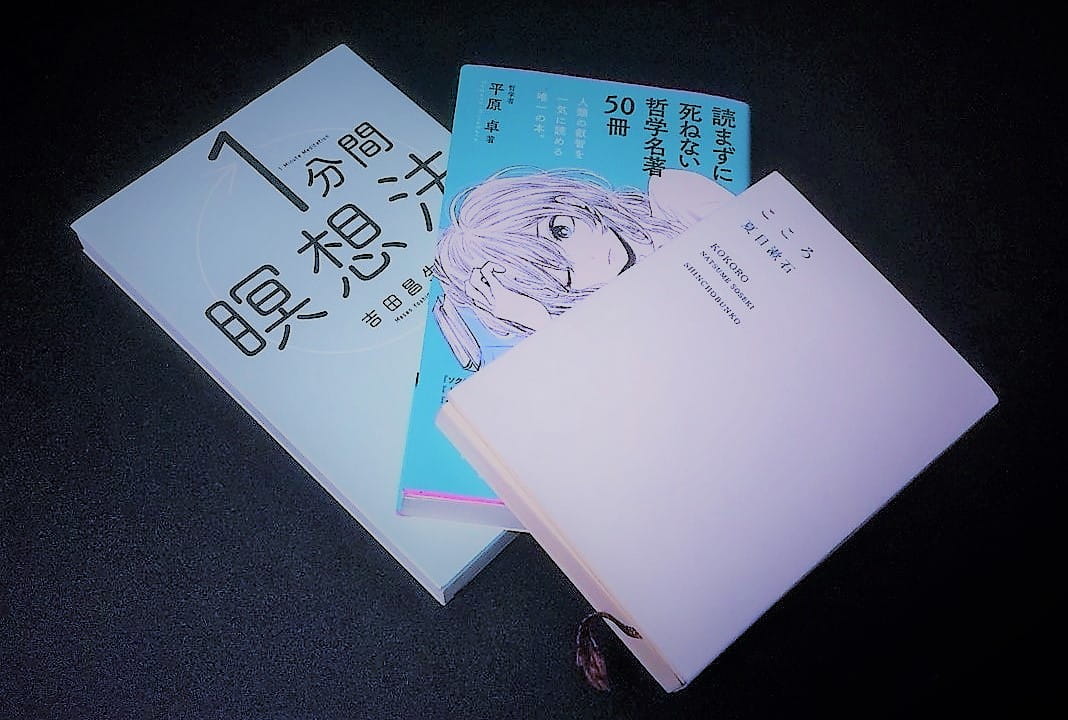 1分間
1 Minute Meditation
瞑想法
吉田昌生
読まずに
死ねない
哲学名著
50冊
人類の叡智を
一気に読める
唯一の本。
哲学者
平原 卓 著
こころ
夏目漱石
KOKORO
NATSUME SOSEKI
SHINCHOBUNKO